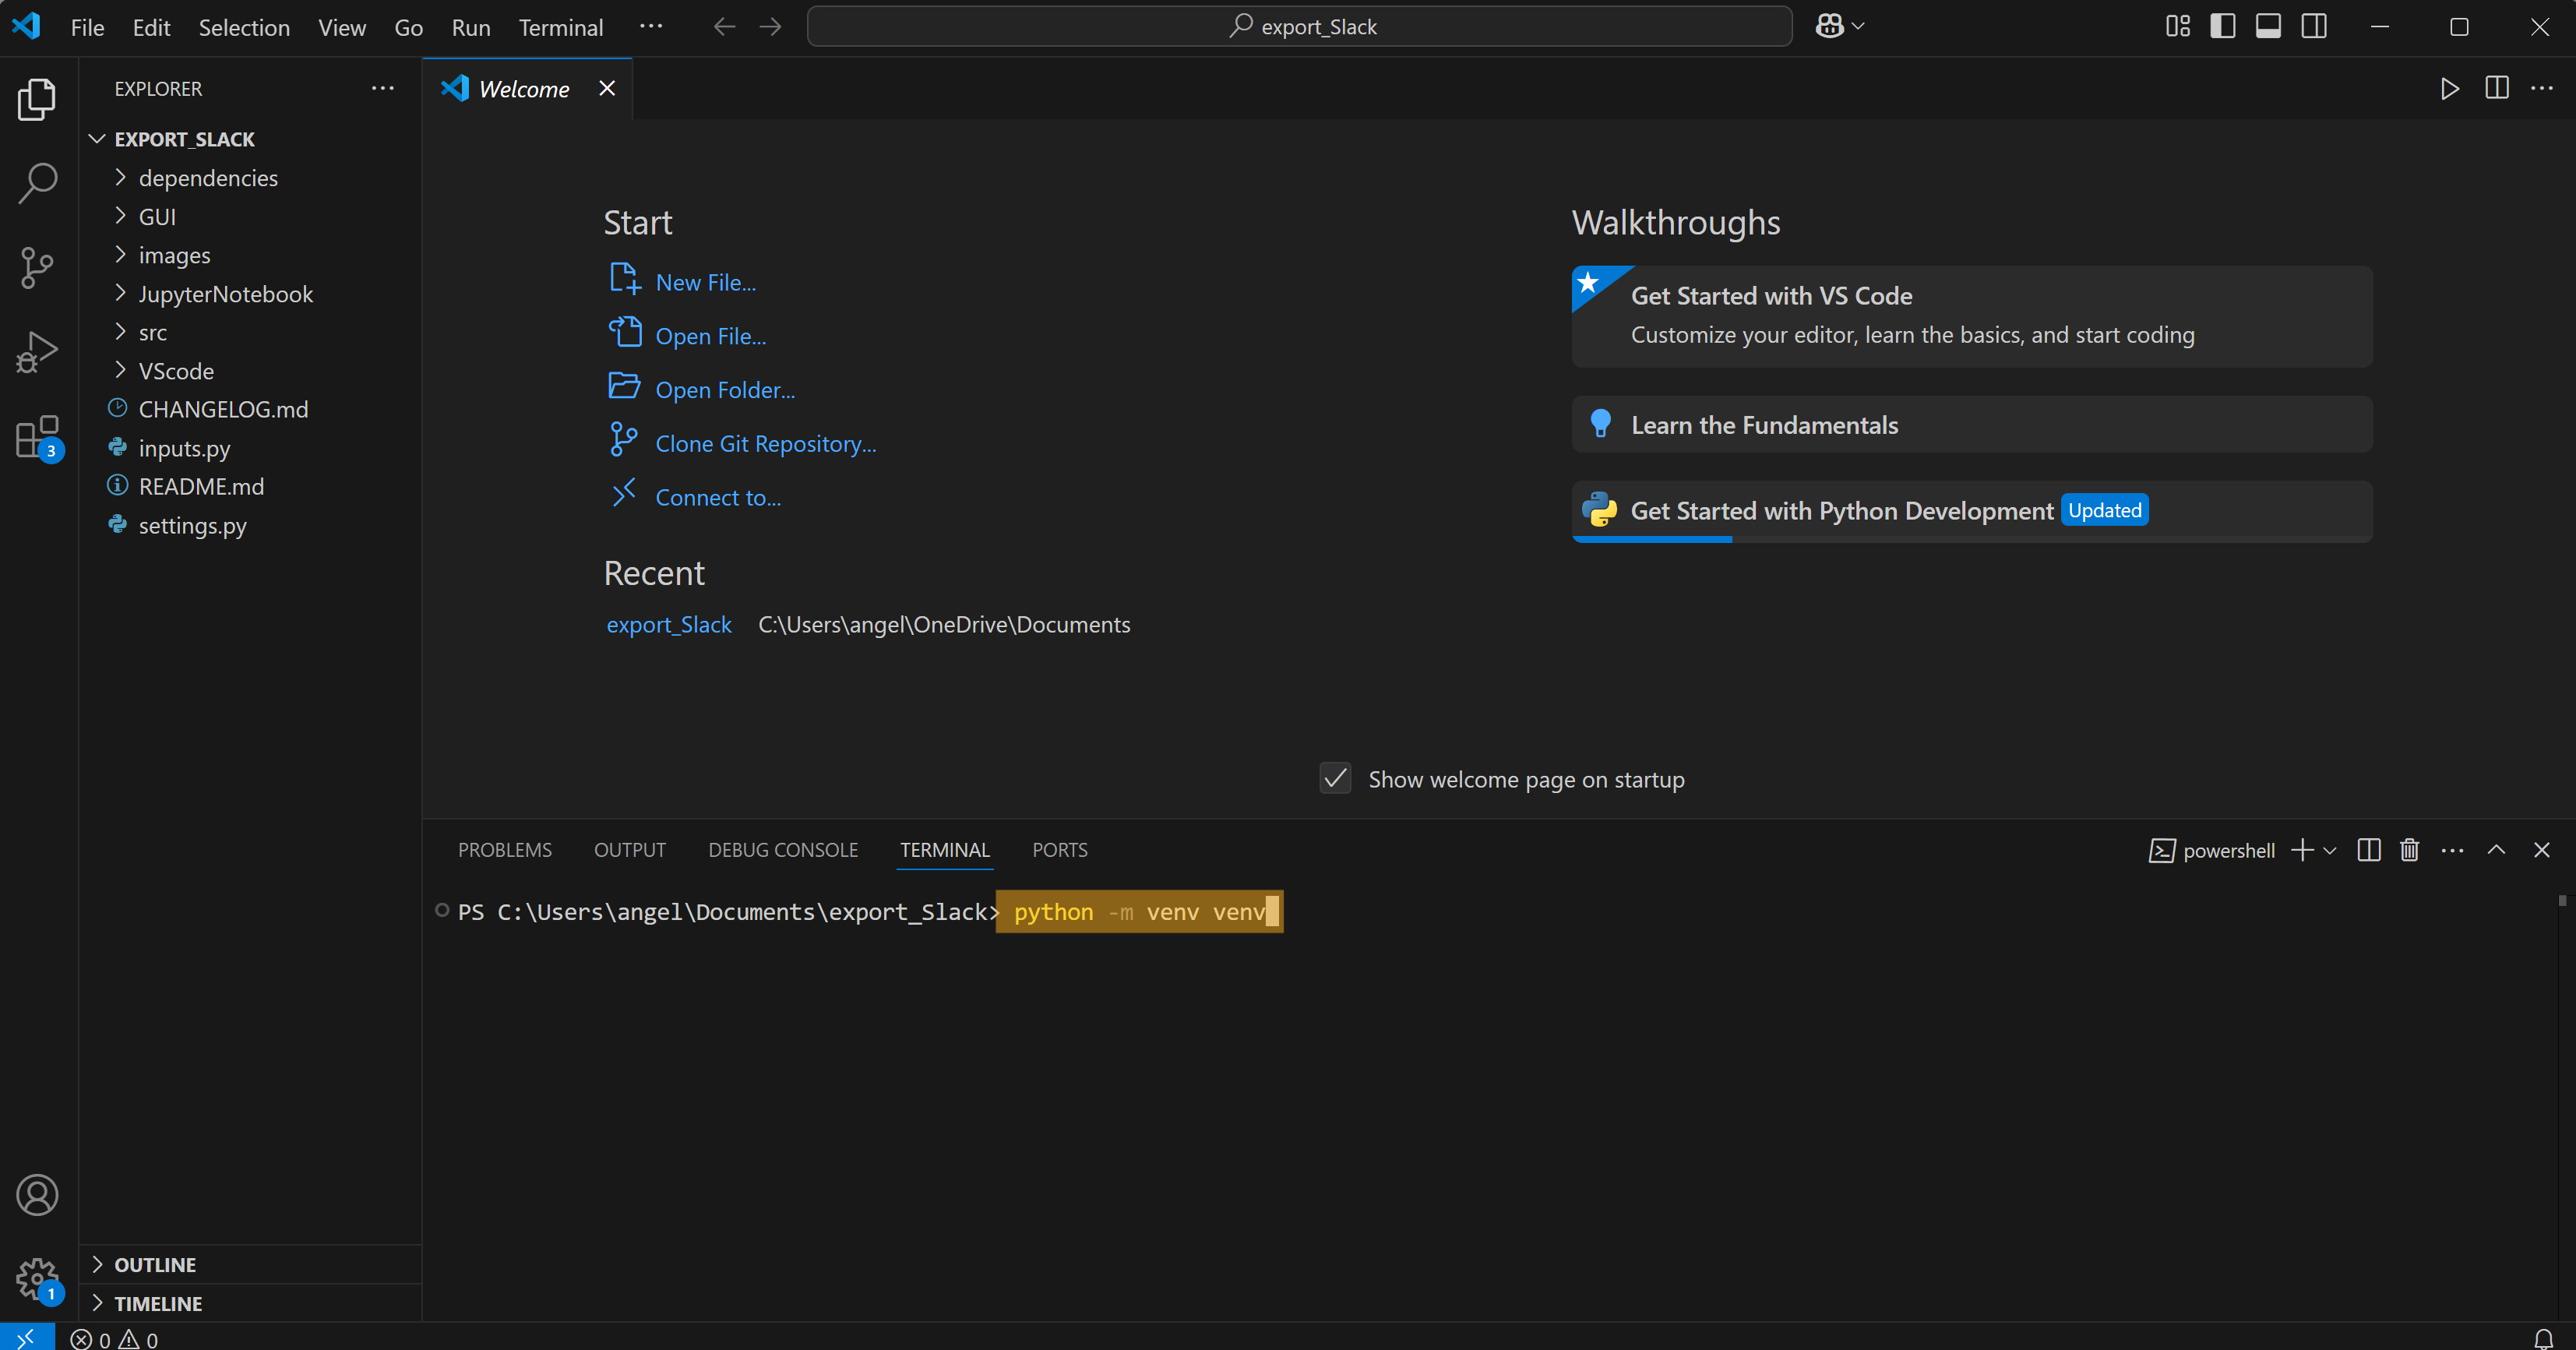 File Edit Selection View Go Run Terminal ··· export_Slack
EXPLORER ···
EXPORT_SLACK
dependencies
GUI
images
JupyterNotebook
src
VScode
CHANGELOG.md
inputs.py
README.md
settings.py
3
1
OUTLINE
TIMELINE
Welcome
Start
New File...
Open File...
Open Folder...
Clone Git Repository...
Connect to...
Recent
export_Slack C:\Users\angel\OneDrive\Documents
Walkthroughs
Get Started with VS Code
Customize your editor, learn the basics, and start coding
Learn the Fundamentals
Get Started with Python Development Updated
Show welcome page on startup
PROBLEMS OUTPUT DEBUG CONSOLE TERMINAL PORTS powershell
PS C:\Users\angel\Documents\export_Slack> python -m venv venv
0 0